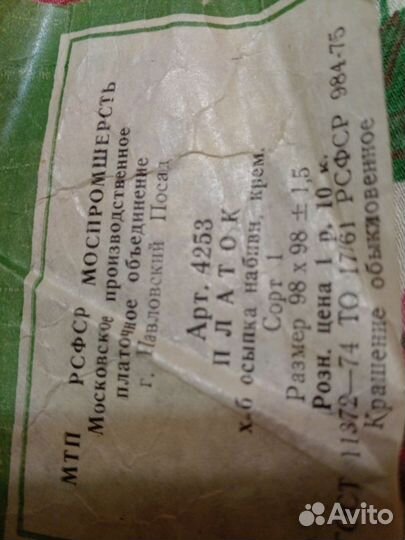 МТП РСФСР МОСПРОМШЕРСТЬ
Московское производственное
платочное объединение
г. Павловский Посад
Арт. 4253
ПЛАТОК
х-б осыпка набивн, крем.
Сорт 1
Размер 98 х 98 ± 1,5
Розн. цена 1 р. 10 к.
ГОСТ 11372—74 ТО 17/61 РСФСР 984-75
Крашение обыкновенное
Avito